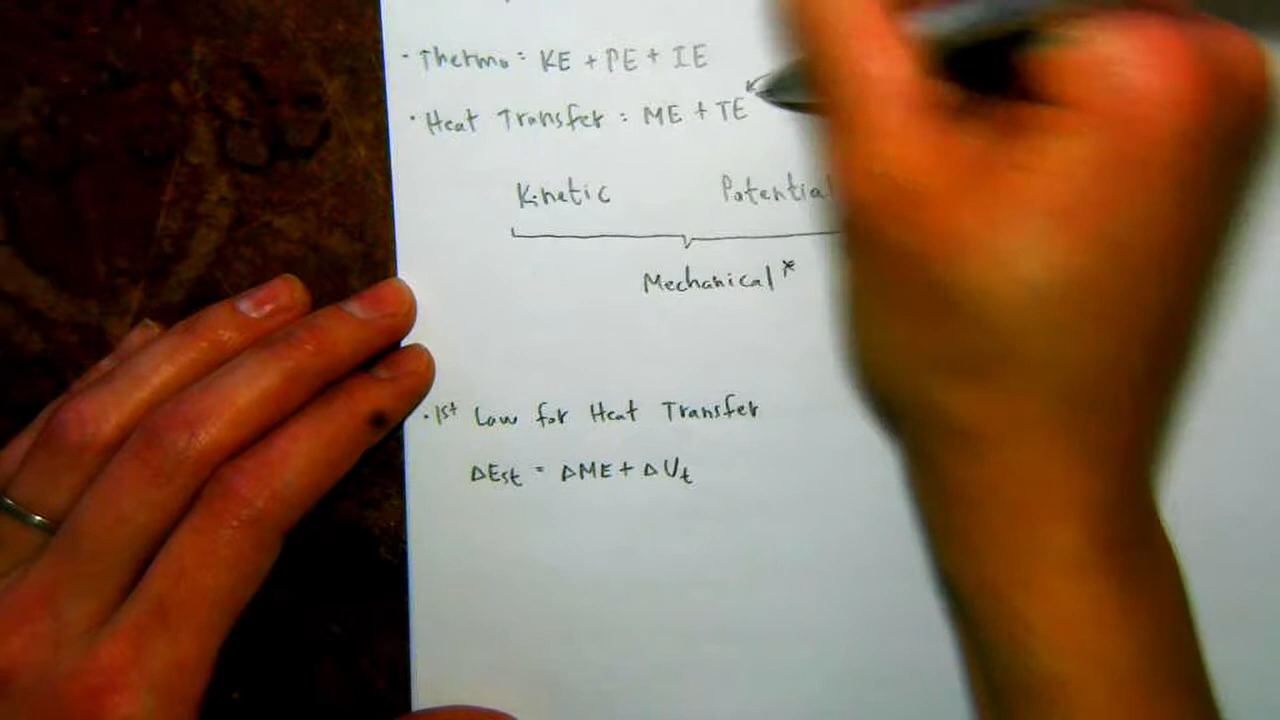 · Thermo: KE + PE + IE
· Heat Transfer: ME + TE
Kinetic Potential
Mechanical*
· 1st Law for Heat Transfer
ΔEst = ΔME + ΔUt